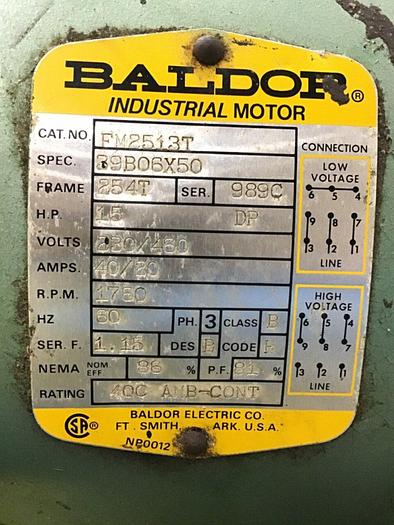 BALDOR®
INDUSTRIAL MOTOR
CAT.NO. EM2513T
SPEC. 39B06X50
FRAME 254T SER. 989C
H.P. 15 DP
VOLTS 230/460
AMPS. 40/20
R.P.M. 1760
HZ 60 PH. 3 CLASS B
SER. F. 1.15 DES B CODE
NEMA NOM EFF 86 % P.F. 81 %
RATING 40C AMB-CONT
CONNECTION
LOW
VOLTAGE
6 5 4
9 8 7
3 2 1
LINE
HIGH
VOLTAGE
6 5 4
9 8 7
3 2 1
LINE
SA®
BALDOR ELECTRIC CO.
FT. SMITH, ARK. U.S.A.
NP0012